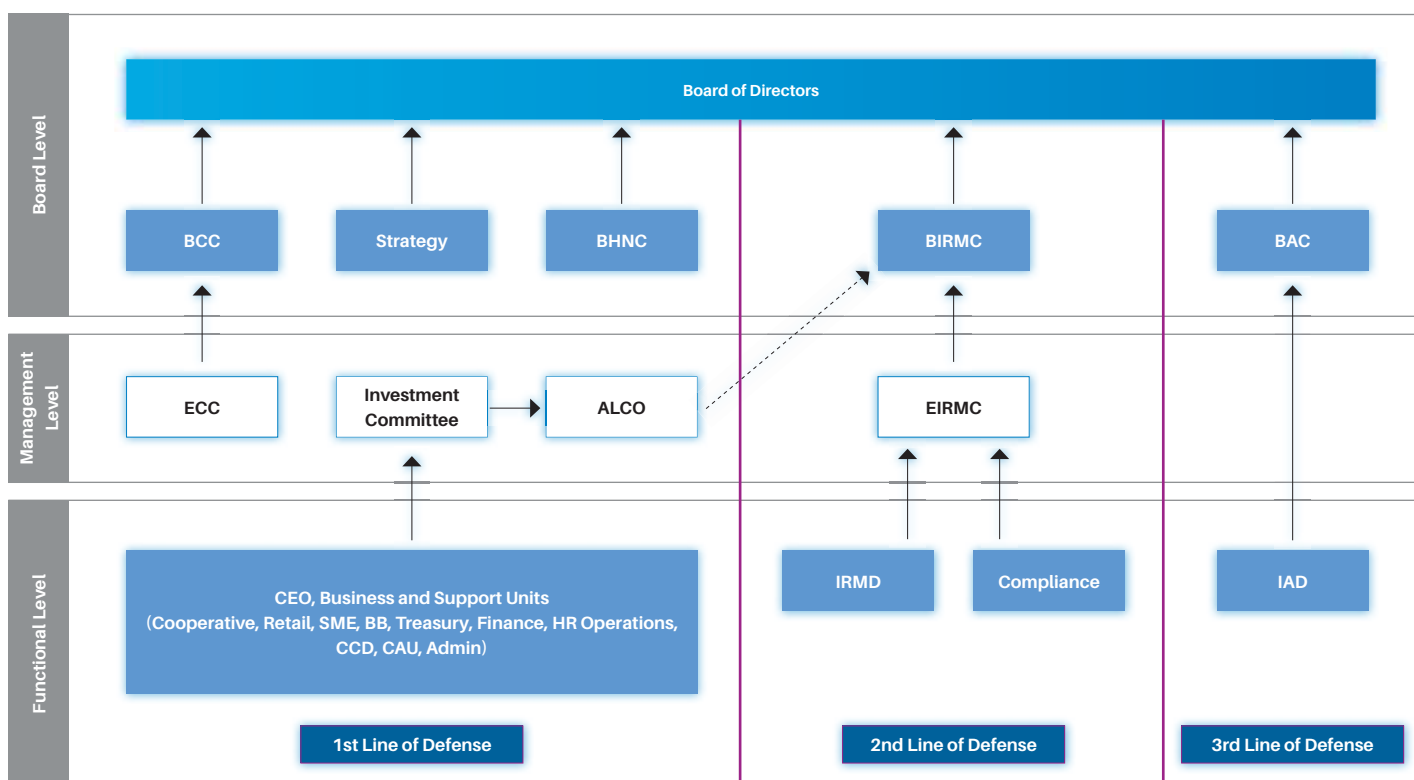 Board Level
Board of Directors
BCC
Strategy
BHNC
BIRMC
BAC
Management
Level
ECC
Investment
Committee
ALCO
EIRMC
Functional Level
CEO, Business and Support Units
(Cooperative, Retail, SME, BB, Treasury, Finance, HR Operations,
CCD, CAU, Admin)
IRMD
Compliance
IAD
1st Line of Defense
2nd Line of Defense
3rd Line of Defense